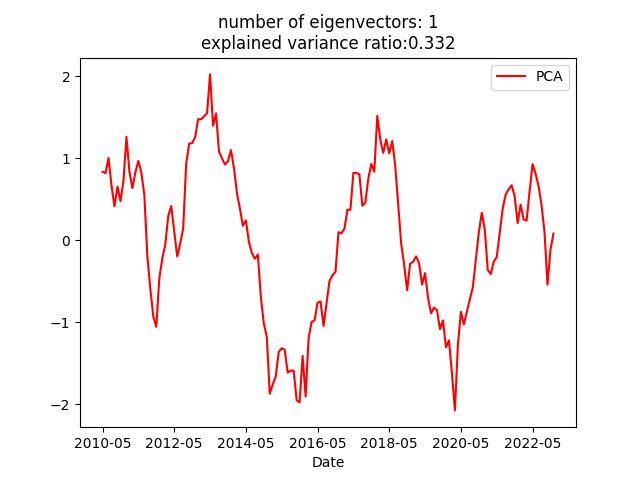 number of eigenvectors: 1
explained variance ratio:0.332
PCA
2
1
0
−1
−2
2010-05 2012-05 2014-05 2016-05 2018-05 2020-05 2022-05
Date